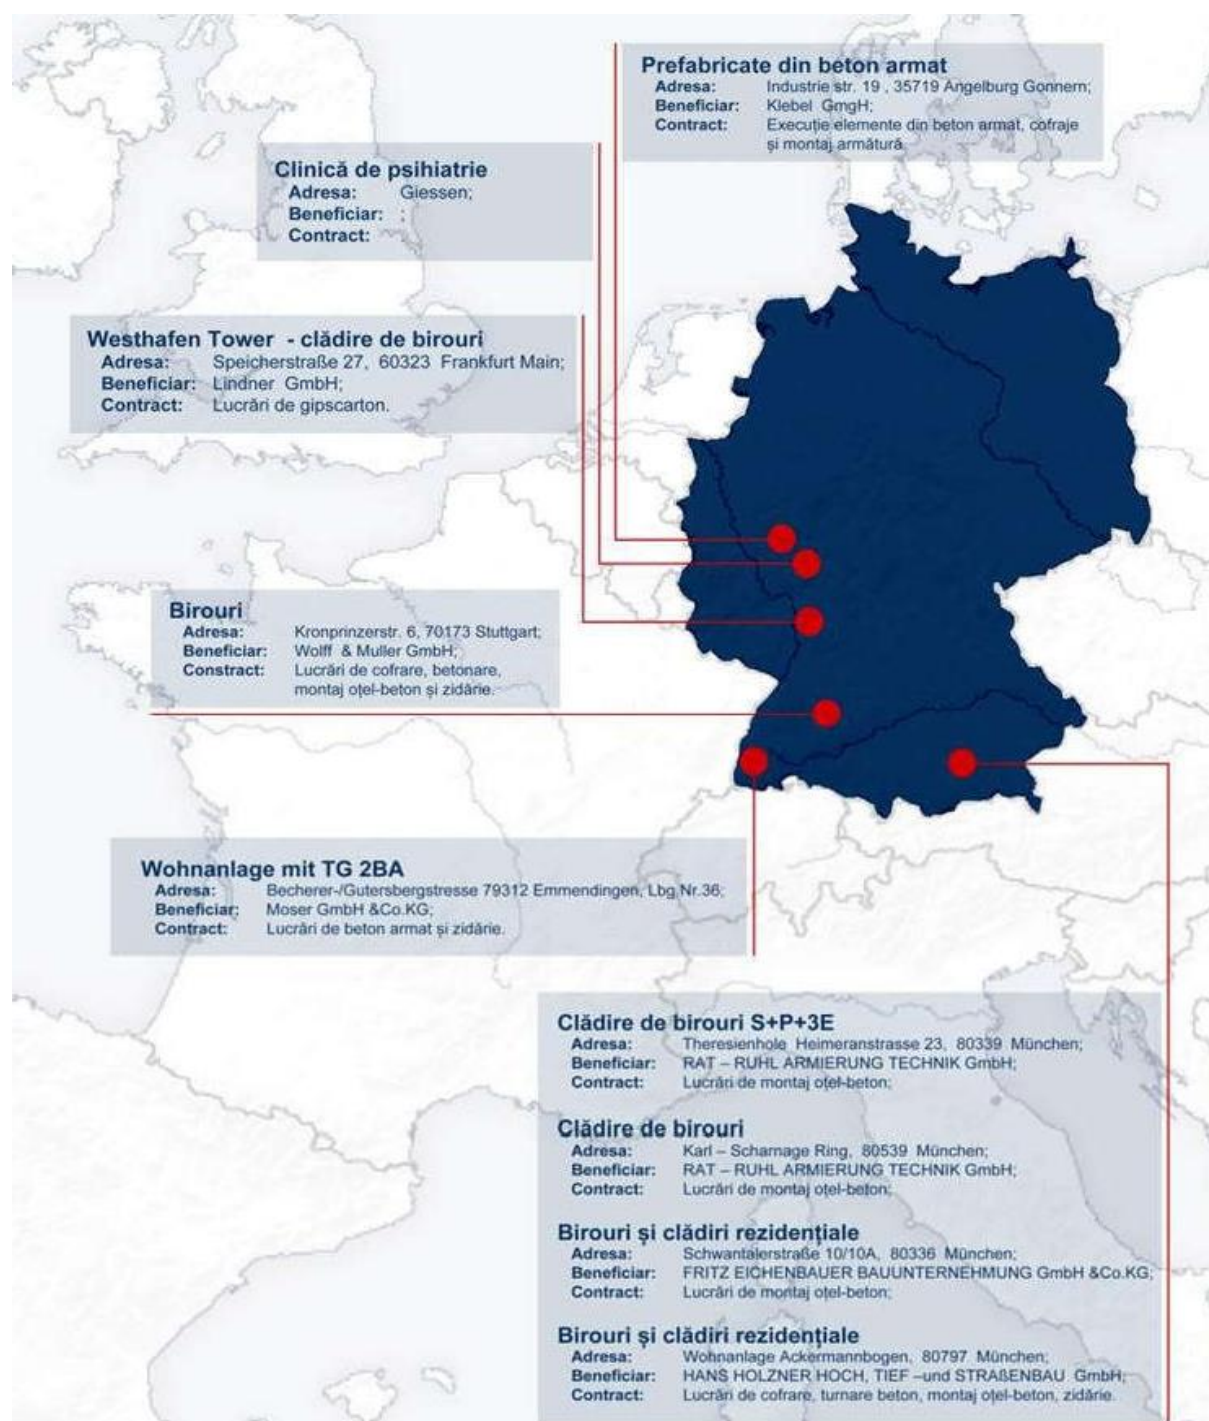 Prefabricate din beton armat
Adresa: Industrie str. 19 , 35719 Angelburg Gonnern;
Beneficiar: Klebel GmgH;
Contract: Execuție elemente din beton armat, cofraje
și montaj armătură.
Clinică de psihiatrie
Adresa: Giessen;
Beneficiar: ;
Contract:
Westhafen Tower - clădire de birouri
Adresa: Speicherstraße 27, 60323 Frankfurt Main;
Beneficiar: Lindner GmbH;
Contract: Lucrări de gipscarton.
Birouri
Adresa: Kronprinzerstr. 6, 70173 Stuttgart;
Beneficiar: Wolff & Muller GmbH;
Constract: Lucrări de cofrare, betonare,
montaj oțel-beton și zidărie.
Wohnanlage mit TG 2BA
Adresa: Becherer-/Gutersbergstresse 79312 Emmendingen, Lbg.Nr.36;
Beneficiar: Moser GmbH &Co.KG;
Contract: Lucrări de beton armat și zidărie.
Clădire de birouri S+P+3E
Adresa: Theresienhole Heimeranstrasse 23, 80339 München;
Beneficiar: RAT – RUHL ARMIERUNG TECHNIK GmbH;
Contract: Lucrări de montaj oțel-beton;
Clădire de birouri
Adresa: Karl – Scharnage Ring, 80539 München;
Beneficiar: RAT – RUHL ARMIERUNG TECHNIK GmbH;
Contract: Lucrări de montaj oțel-beton;
Birouri și clădiri rezidențiale
Adresa: Schwantalerstraße 10/10A, 80336 München;
Beneficiar: FRITZ EICHENBAUER BAUUNTERNEHMUNG GmbH &Co.KG;
Contract: Lucrări de montaj oțel-beton;
Birouri și clădiri rezidențiale
Adresa: Wohnanlage Ackermannbogen, 80797 München;
Beneficiar: HANS HOLZNER HOCH, TIEF –und STRAßENBAU GmbH;
Contract: Lucrări de cofrare, turnare beton, montaj oțel-beton, zidărie.